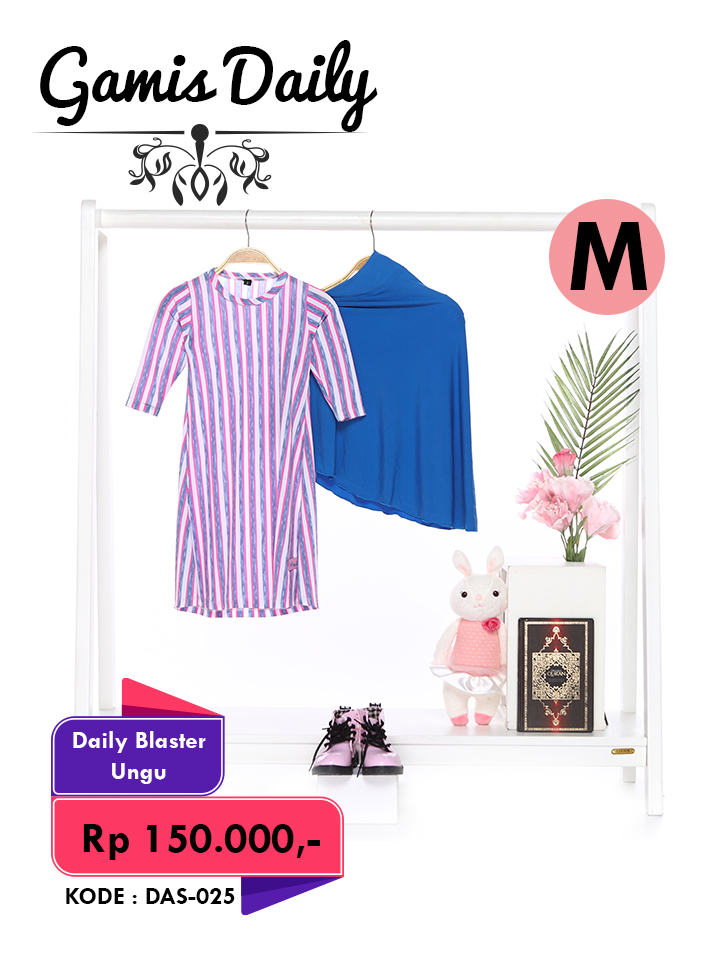 Gamis Daily
M
Daily Blaster
Ungu
Rp 150.000,-
KODE : DAS-025